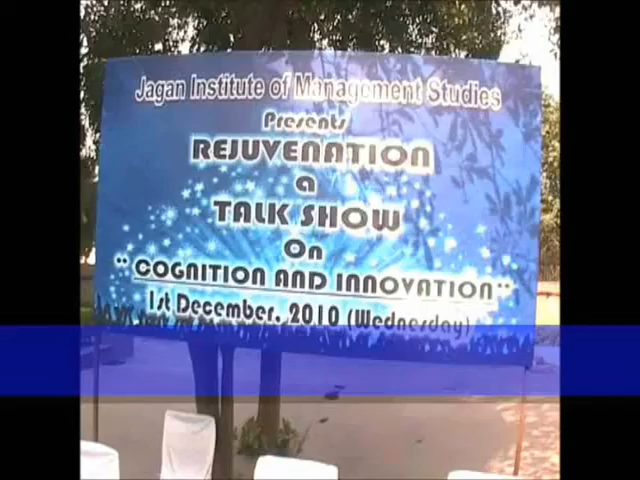 Jagan Institute of Management Studies
Presents
REJUVENATION
a
TALK SHOW
On
"COGNITION AND INNOVATION"
1st December, 2010 (Wednesday)